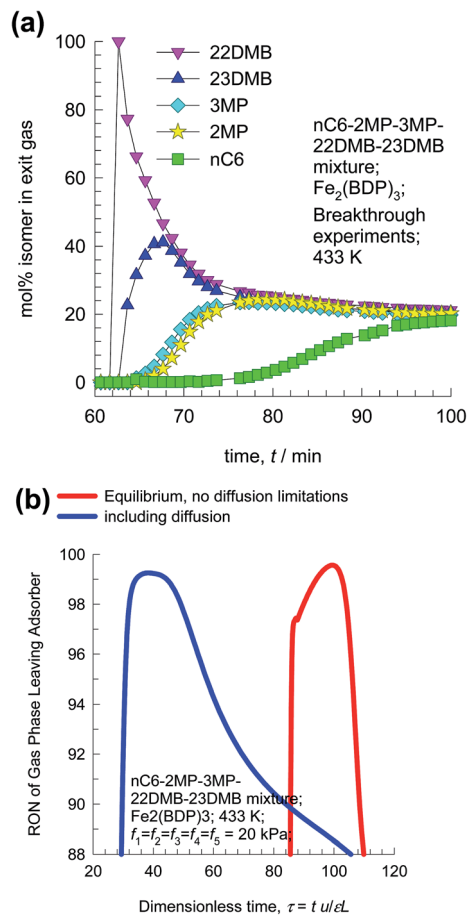 (a)
100
80
60
40
20
0
mol% isomer in exit gas
22DMB
23DMB
3MP
2MP
nC6
nC6-2MP-3MP-
22DMB-23DMB
mixture;
Fe₂(BDP)₃;
Breakthrough
experiments;
433 K
60 70 80 90 100
time, t / min
(b)
Equilibrium, no diffusion limitations
including diffusion
100
98
96
94
92
90
88
RON of Gas Phase Leaving Adsorber
nC6-2MP-3MP-
22DMB-23DMB mixture;
Fe2(BDP)3; 433 K;
f₁=f₂=f₃=f₄=f₅ = 20 kPa;
20 40 60 80 100 120
Dimensionless time, τ = t u/εL